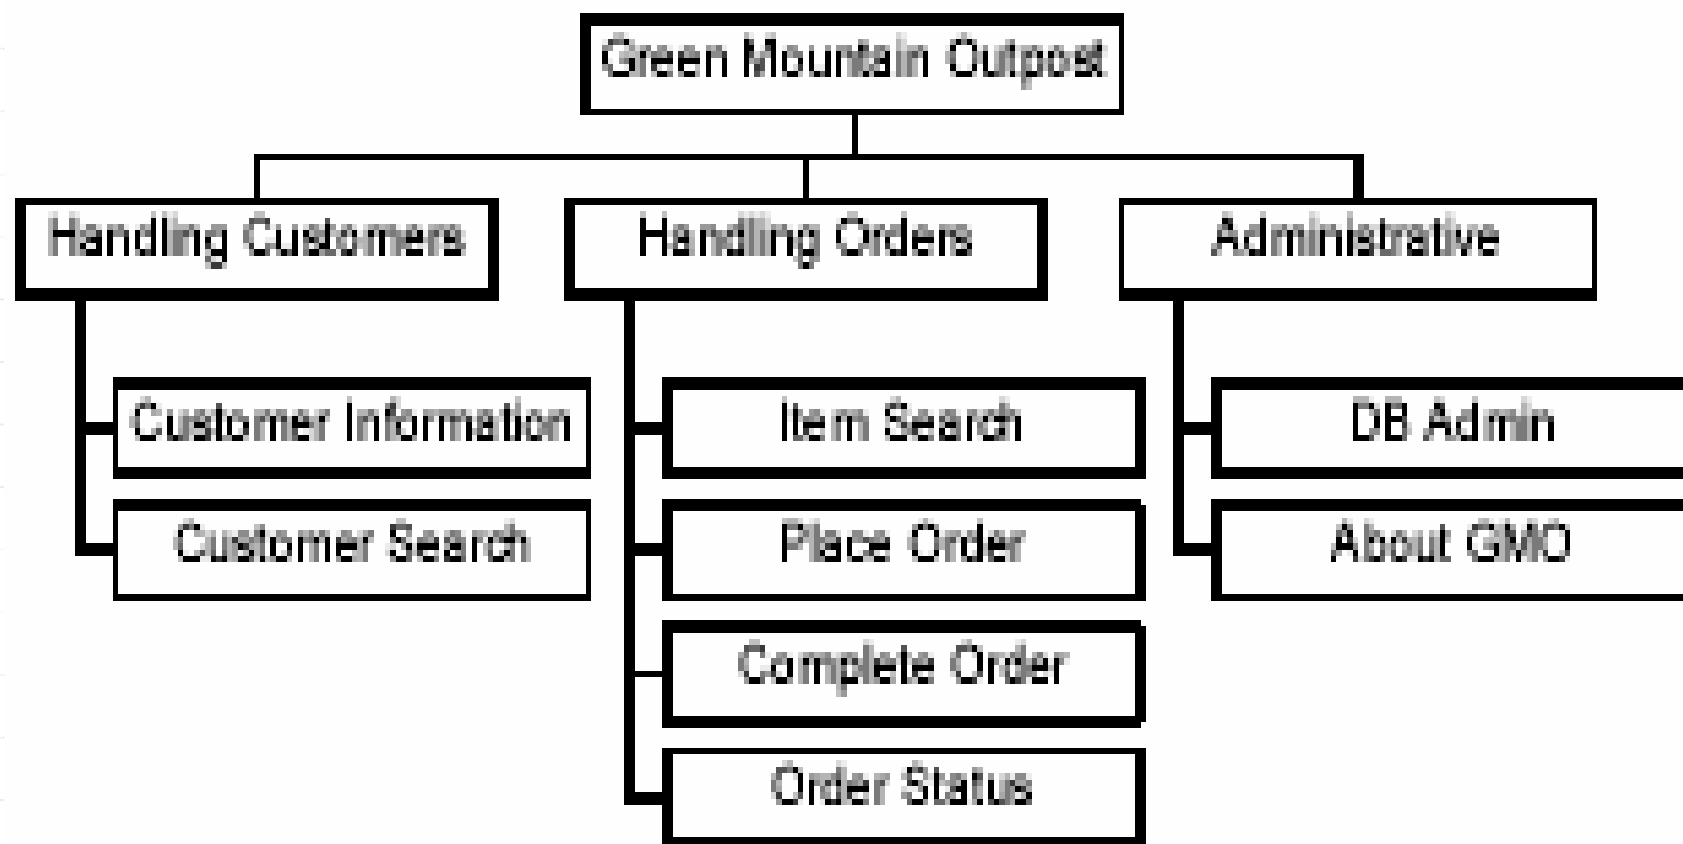 Green Mountain Outpost
Handling Customers
Handling Orders
Administrative
Customer Information
Item Search
DB Admin
Customer Search
Place Order
About GMO
Complete Order
Order Status